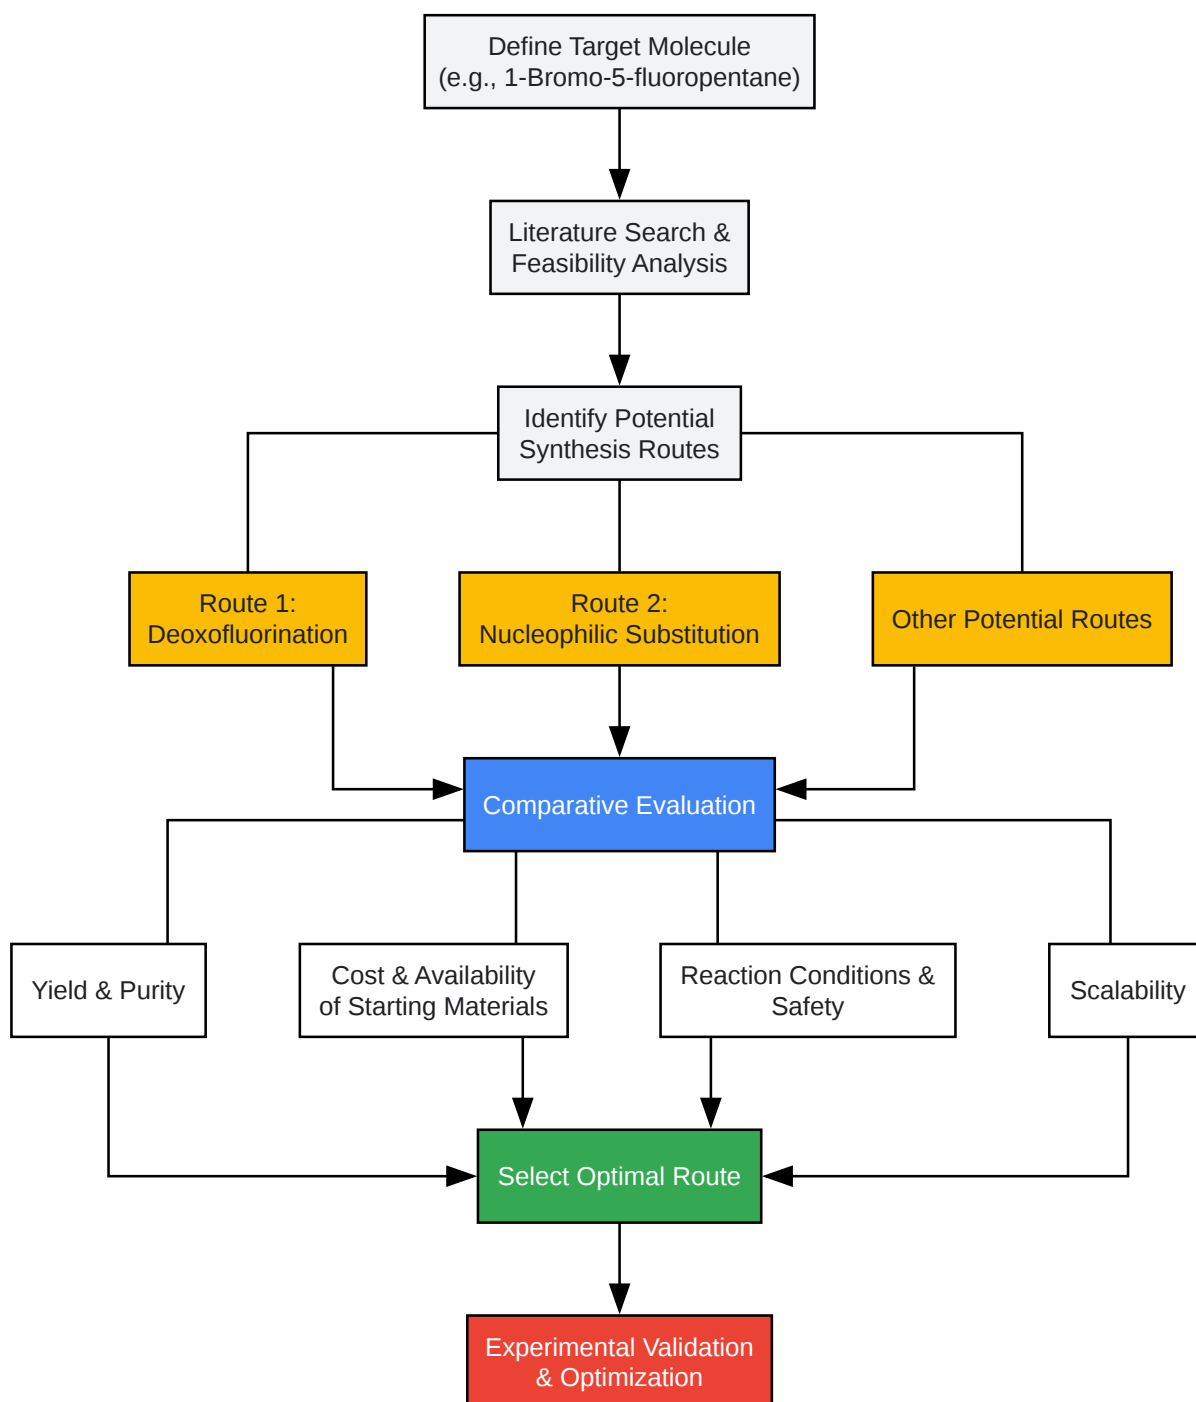 Define Target Molecule
(e.g., 1-Bromo-5-fluoropentane)
Literature Search &
Feasibility Analysis
Identify Potential
Synthesis Routes
Route 1:
Deoxofluorination
Route 2:
Nucleophilic Substitution
Other Potential Routes
Comparative Evaluation
Yield & Purity
Cost & Availability
of Starting Materials
Reaction Conditions &
Safety
Scalability
Select Optimal Route
Experimental Validation
& Optimization